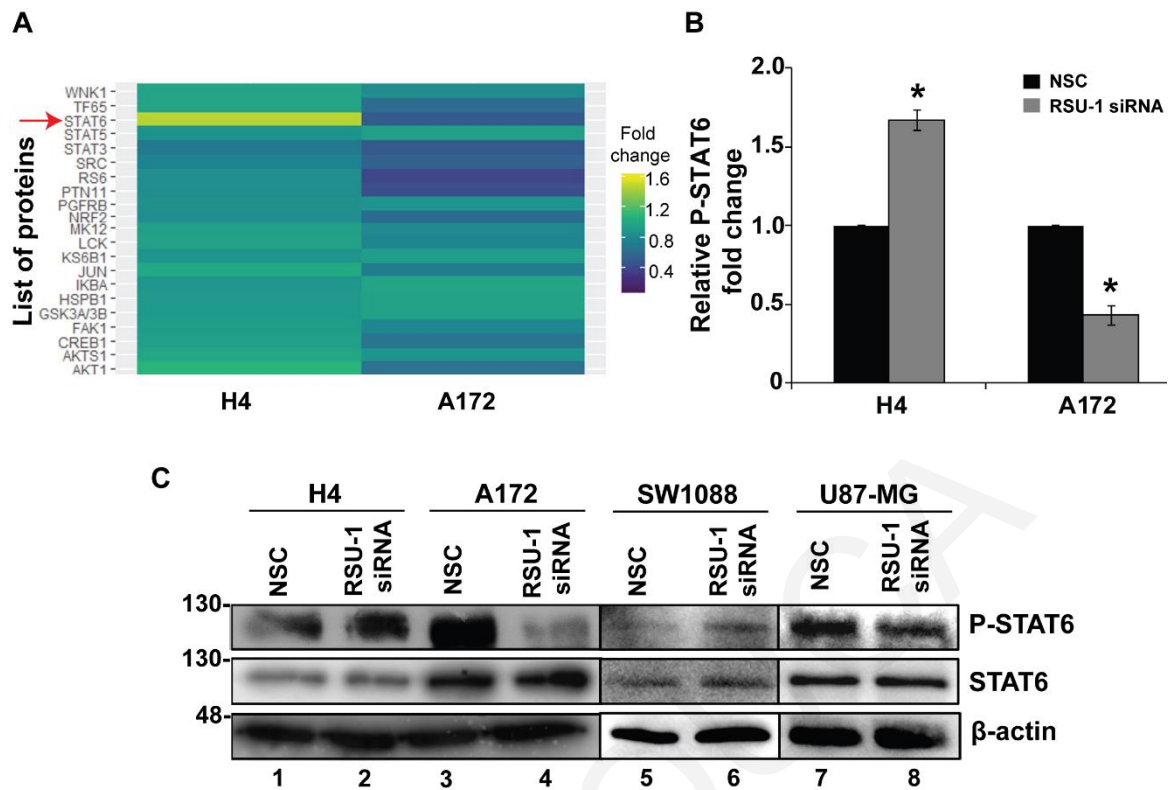 A
List of proteins
WNK1
TF65
STAT6
STAT5
STAT3
SRC
RS6
PTN11
PGFRB
NRF2
MK12
LCK
KS6B1
JUN
IKBA
HSPB1
GSK3A/3B
FAK1
CREB1
AKTS1
AKT1
H4 A172
Fold
change
1.6
1.2
0.8
0.4
B
Relative P-STAT6
fold change
2.0
1.5
1.0
0.5
0
NSC
RSU-1 siRNA
*
*
H4 A172
C
H4 A172 SW1088 U87-MG
NSC
RSU-1
siRNA
NSC
RSU-1
siRNA
NSC
RSU-1
siRNA
NSC
RSU-1
siRNA
130- P-STAT6
130- STAT6
48- β-actin
1 2 3 4 5 6 7 8